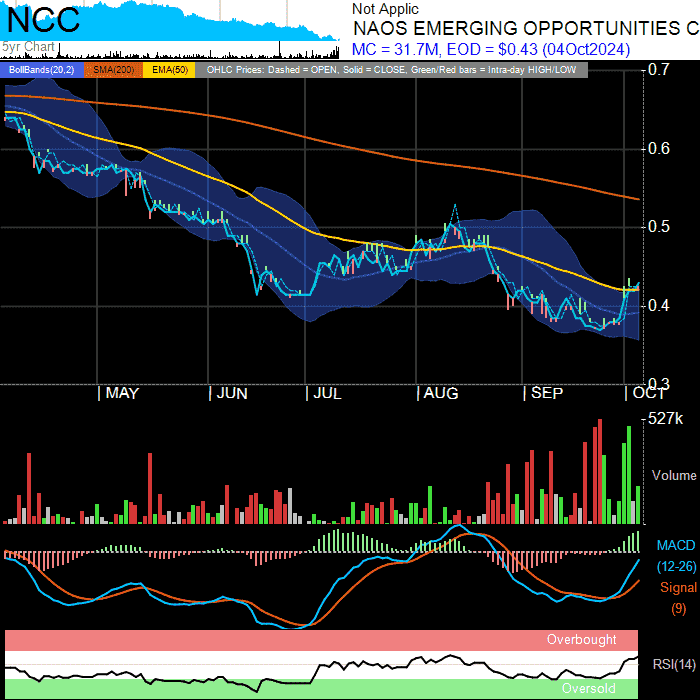 NCC
Not Applic
NAOS EMERGING OPPORTUNITIES C
MC = 31.7M, EOD = $0.43 (04Oct2024)
5yr Chart
BollBands(20,2) SMA(200) EMA(50) OHLC Prices: Dashed = OPEN, Solid = CLOSE, Green/Red bars = Intra-day HIGH/LOW
0.7
0.6
0.5
0.4
0.3
| MAY | JUN | JUL | AUG | SEP | OCT
527k
Volume
MACD
(12-26)
Signal
(9)
Overbought
RSI(14)
Oversold